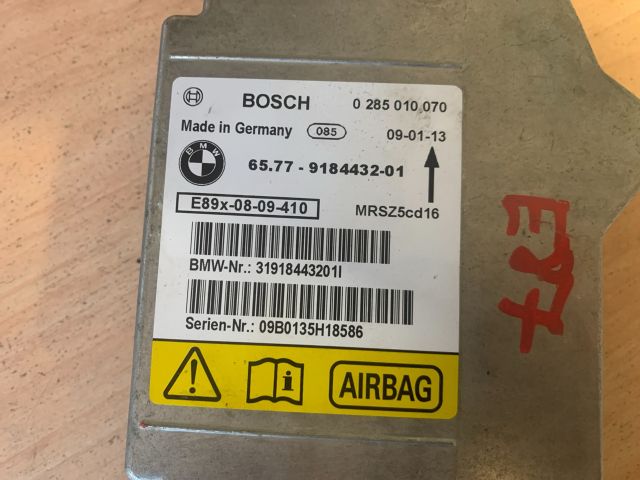 BOSCH 0 285 010 070
Made in Germany 085 09-01-13
BMW 65.77 - 9184432-01
E89x-08-09-410 MRSZ5cd16
BMW-Nr.: 31918443201I
Serien-Nr.: 09B0135H18586
AIRBAG
E87